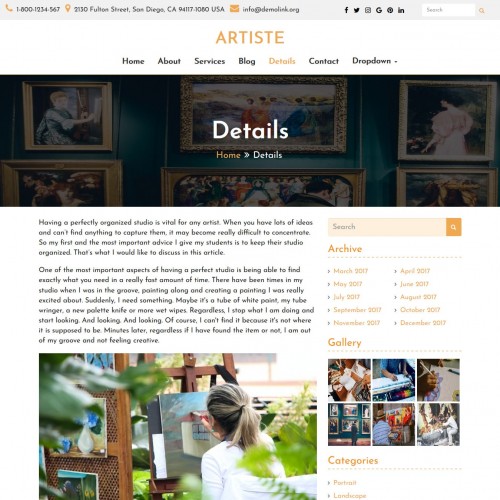 1-800-1234-567 2130 Fulton Street, San Diego, CA 94117-1080 USA info@demolink.org Search
ARTISTE
Home About Services Blog Details Contacts Dropdown
Details
Home » Details
Having a perfectly organized studio is vital for any artist. When you have lots of ideas
and can't find anything to capture them, it may become really difficult to concentrate.
So my first and the most important advice I give my students is to keep their studio
organized. That's what I would like to discuss in this article.
One of the most important aspects of having a perfect studio is being able to find
exactly what you need in a really fast amount of time. There have been times in my
studio when I was in the groove, painting along and creating a painting I was really
excited about. Suddenly, I need something. Maybe it's a tube of white paint, my tube
wringer, a new palette knife or more wet wipes. Regardless, I stop what I am doing and
start looking. And looking. And looking. Of course, I can't find it because it's not where
it is supposed to be. Minutes later, regardless if I have found the item or not, I am out
of my groove and not feeling creative.
Search
Archive
March 2017 April 2017
May 2017 June 2017
July 2017 August 2017
September 2017 October 2017
November 2017 December 2017
Gallery
Categories
Portrait
Landscape